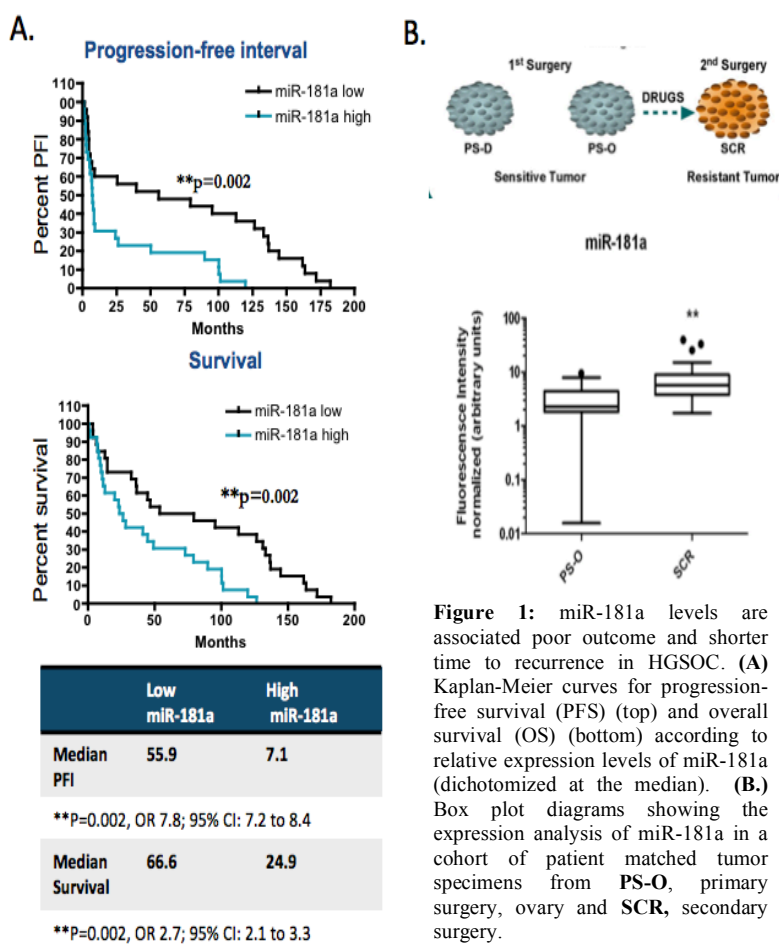 A.
Progression-free interval
110
00
90
80
70
60
50
40
30
20
10
0
Percent PFI
miR-181a low
miR-181a high
**p=0.002
0 25 50 75 100 125 150 175 200
Months
Survival
110
100
90
80
70
60
50
40
30
20
10
0
Percent survival
miR-181a low
miR-181a high
**p=0.002
0 50 100 150 200
Months
Low miR-181a
High miR-181a
Median PFI
55.9
7.1
**P=0.002, OR 7.8; 95% CI: 7.2 to 8.4
Median Survival
66.6
24.9
**P=0.002, OR 2.7; 95% CI: 2.1 to 3.3
B.
1st Surgery
2nd Surgery
DRUGS
PS-D
PS-O
SCR
Sensitive Tumor
Resistant Tumor
miR-181a
**
100
10
1
0.1
0.01
Fluorescensce Intensity
normalized (arbitrary units)
PS-O
SCR
Figure 1: miR-181a levels are
associated poor outcome and shorter
time to recurrence in HGSOC. (A)
Kaplan-Meier curves for progression-
free survival (PFS) (top) and overall
survival (OS) (bottom) according to
relative expression levels of miR-181a
(dichotomized at the median). (B.)
Box plot diagrams showing the
expression analysis of miR-181a in a
cohort of patient matched tumor
specimens from PS-O, primary
surgery, ovary and SCR, secondary
surgery.